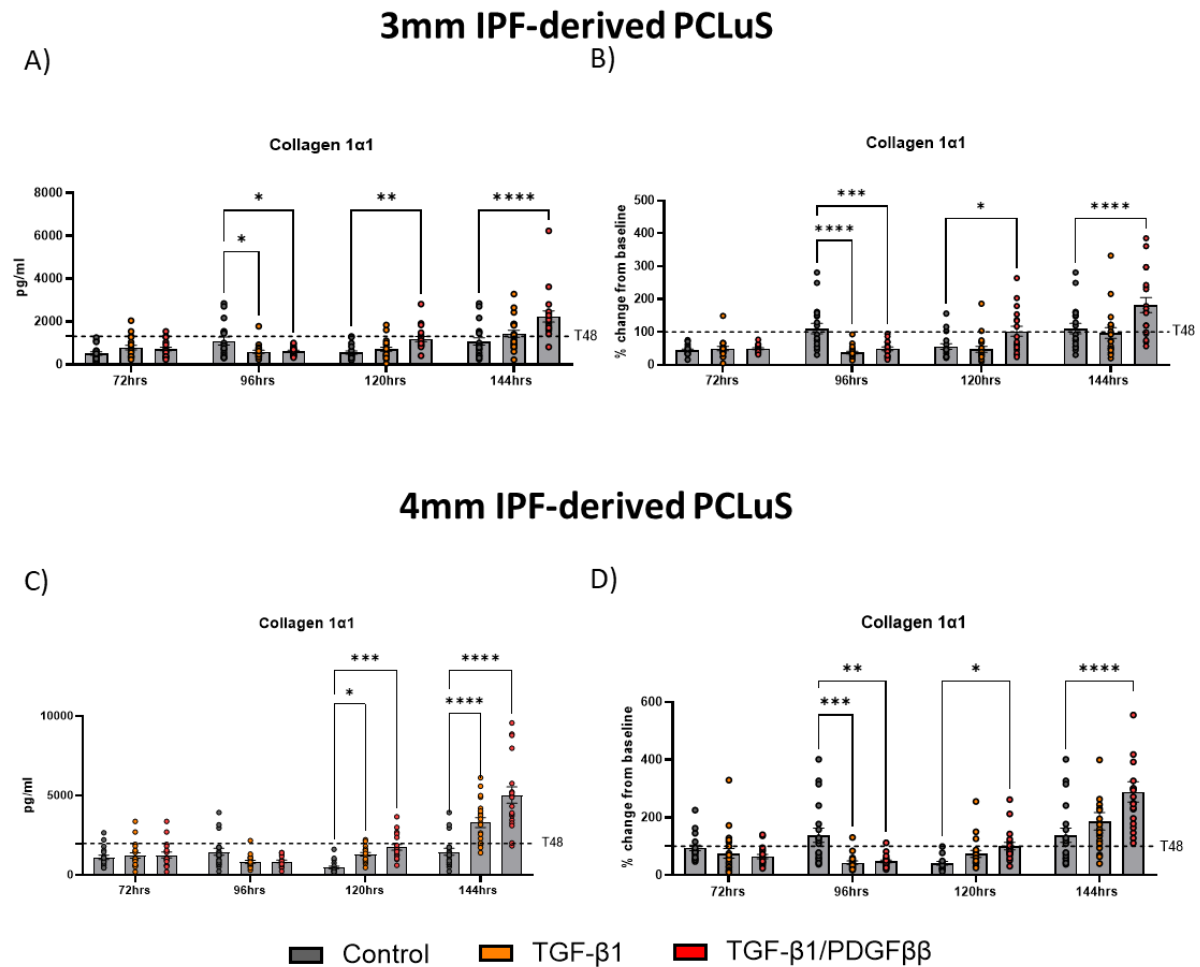 3mm IPF-derived PCLuS
A)
B)
Collagen 1α1
Collagen 1α1
8000
6000
4000
2000
0
pg/ml
* * ** ****
T48
72hrs 96hrs 120hrs 144hrs
500
400
300
200
100
0
% change from baseline
*** **** * ****
T48
72hrs 96hrs 120hrs 144hrs
4mm IPF-derived PCLuS
C)
D)
Collagen 1α1
Collagen 1α1
10000
5000
0
pg/ml
*** * **** ****
T48
72hrs 96hrs 120hrs 144hrs
600
400
200
0
% change from baseline
** *** * ****
T48
72hrs 96hrs 120hrs 144hrs
Control TGF-β1 TGF-β1/PDGFββ